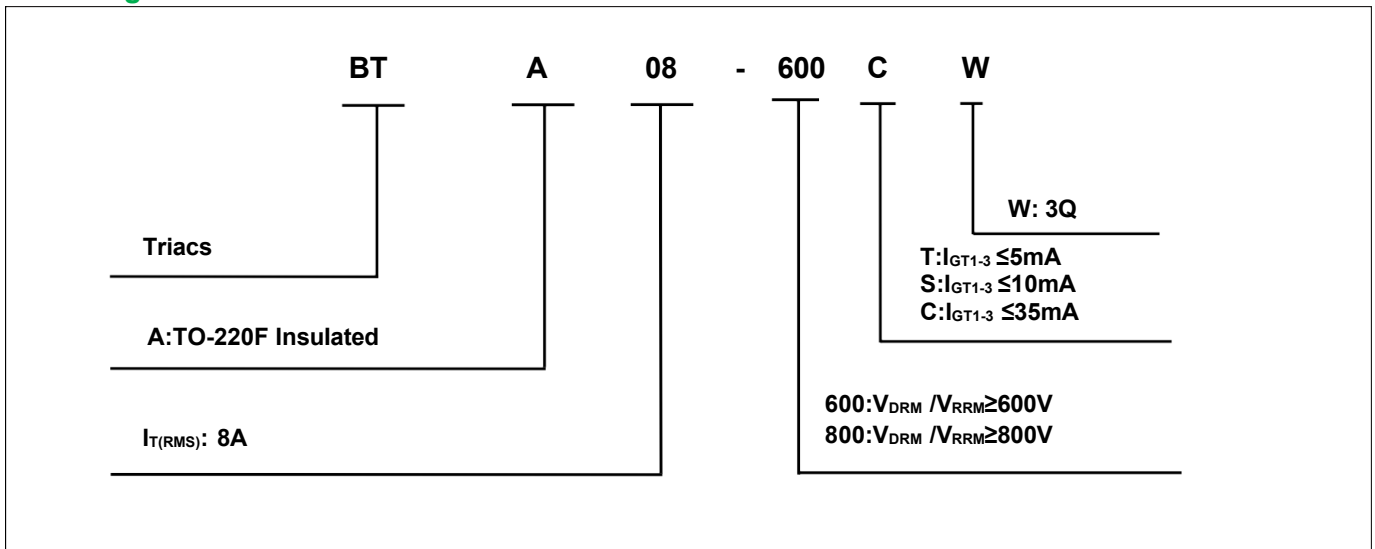 BT A 08 - 600 C W
W: 3Q
Triacs
T:IGT1-3 ≤5mA
S:IGT1-3 ≤10mA
C:IGT1-3 ≤35mA
A:TO-220F Insulated
600:VDRM /VRRM≥600V
800:VDRM /VRRM≥800V
IT(RMS): 8A